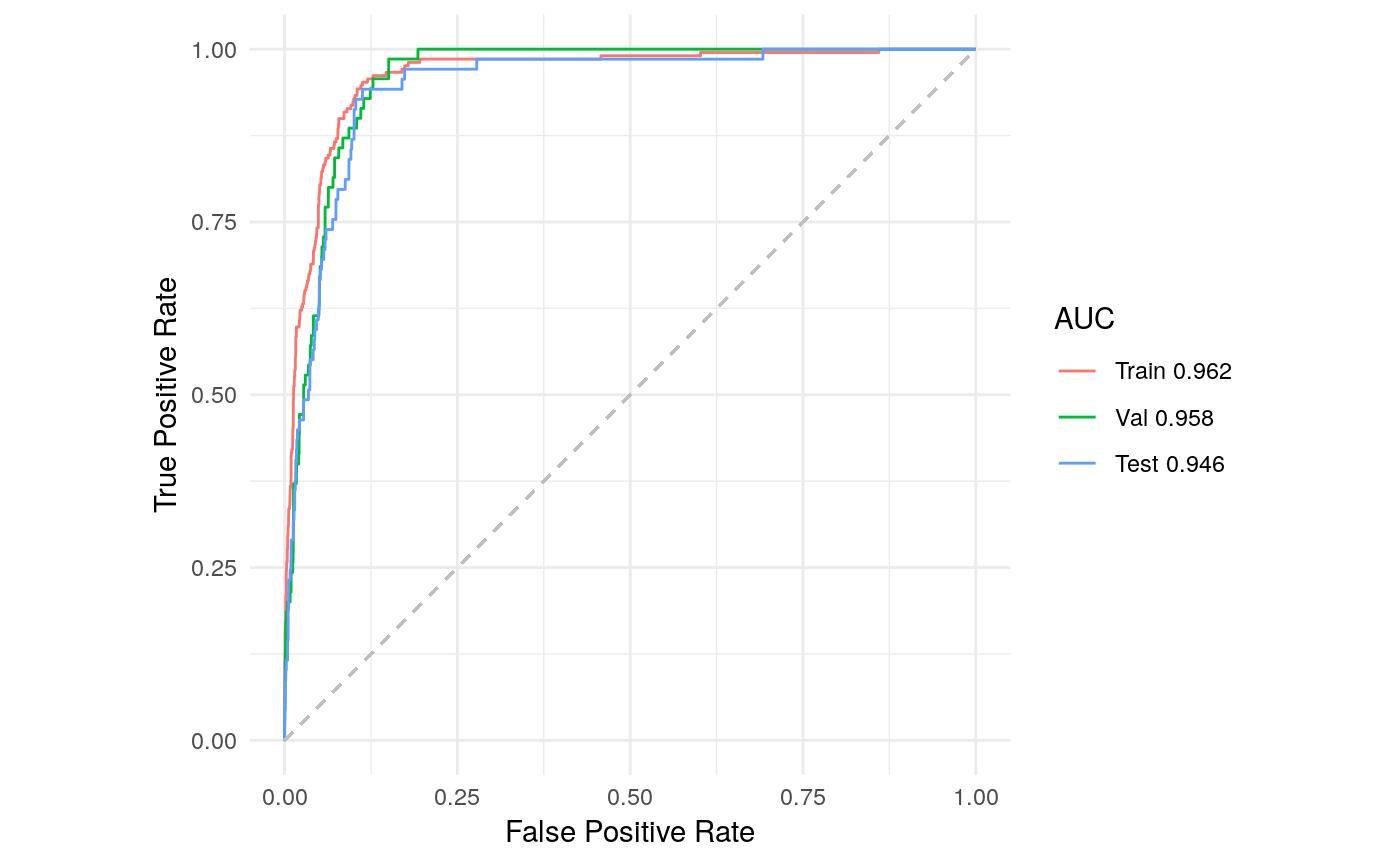 1.00
0.75
0.50
0.25
0.00
True Positive Rate
0.00 0.25 0.50 0.75 1.00
False Positive Rate
AUC
Train 0.962
Val 0.958
Test 0.946